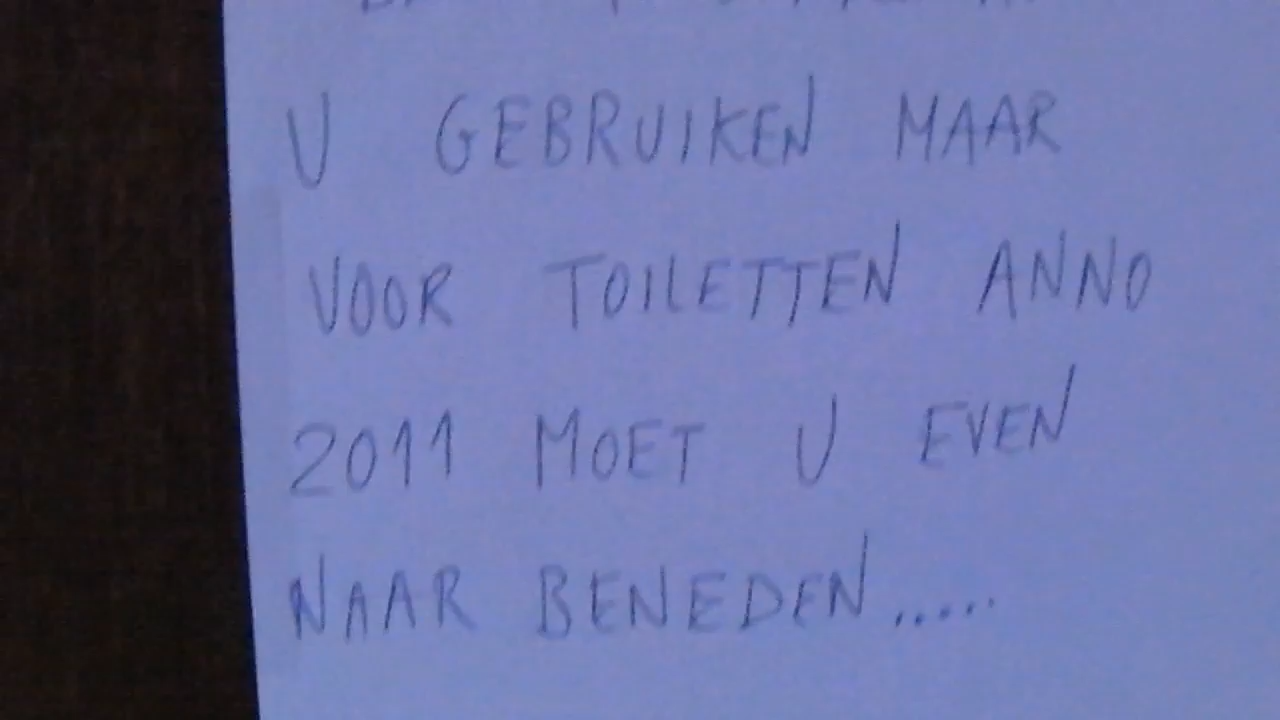 U GEBRUIKEN MAAR
VOOR TOILETTEN ANNO
2011 MOET U EVEN
NAAR BENEDEN.....